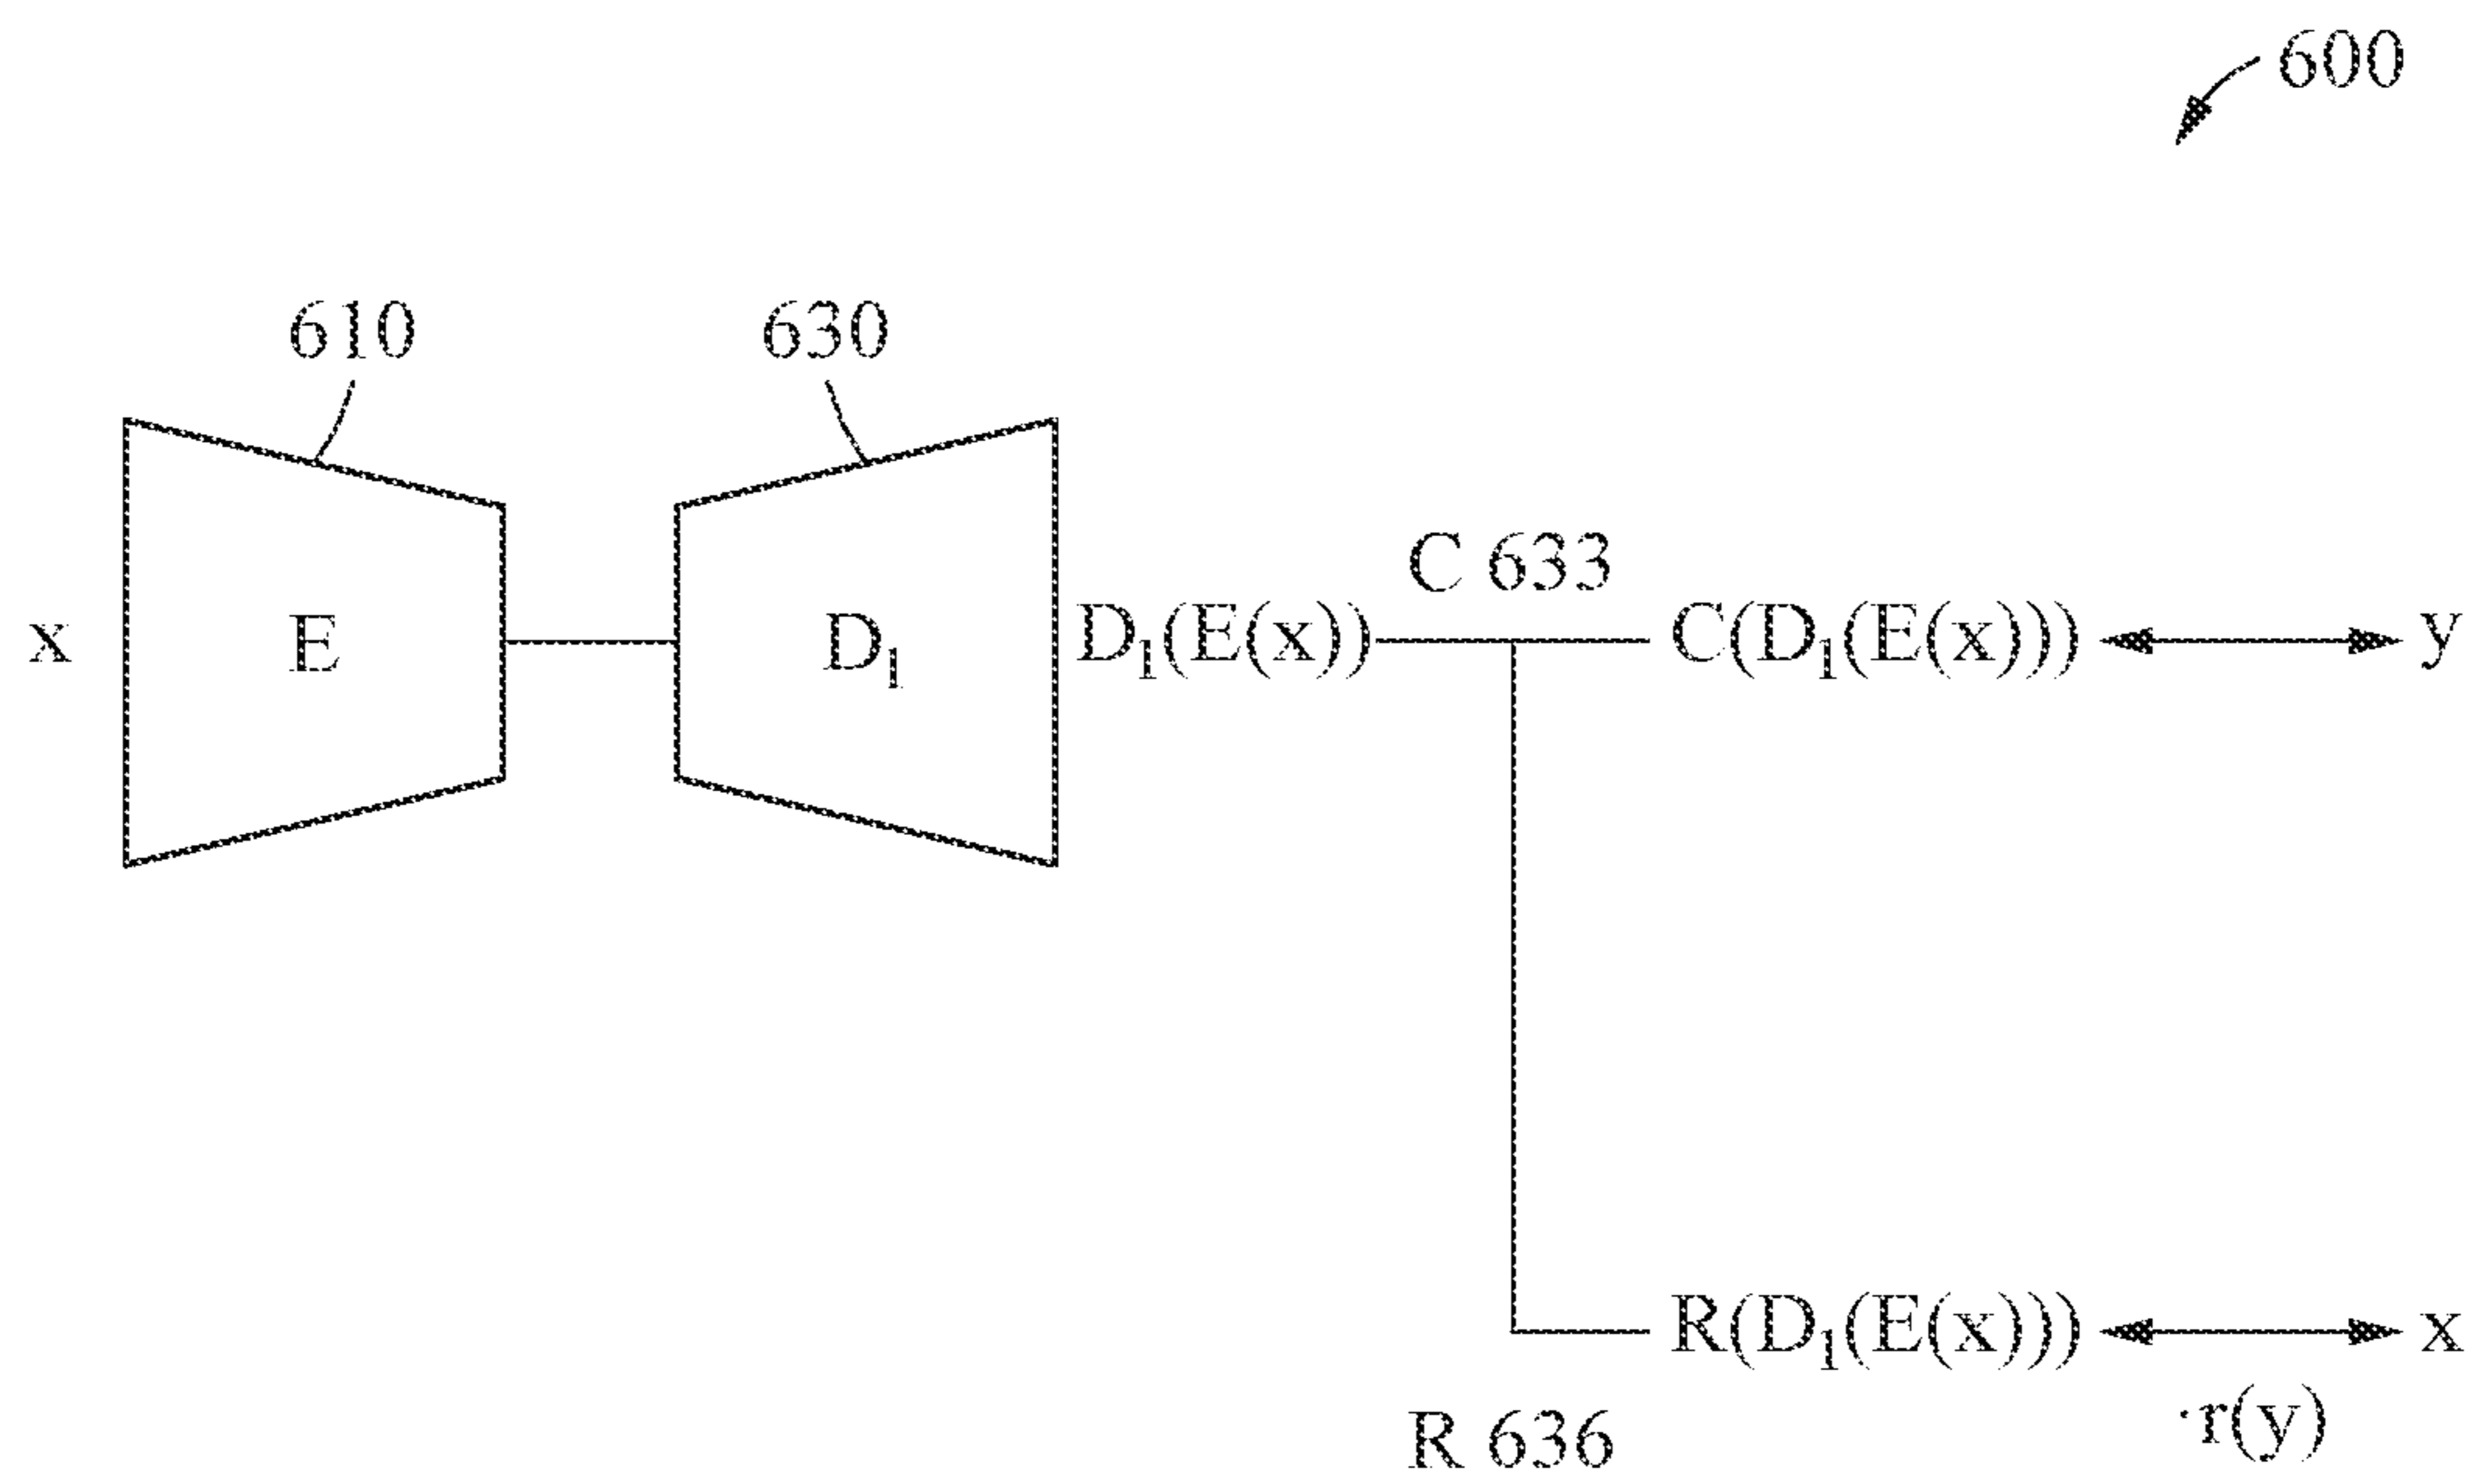 600
610 630
C 633
x E D₁ D₁(E(x)) C(D₁(E(x))) y
R(D₁(E(x))) x
R 636 ·r(y)